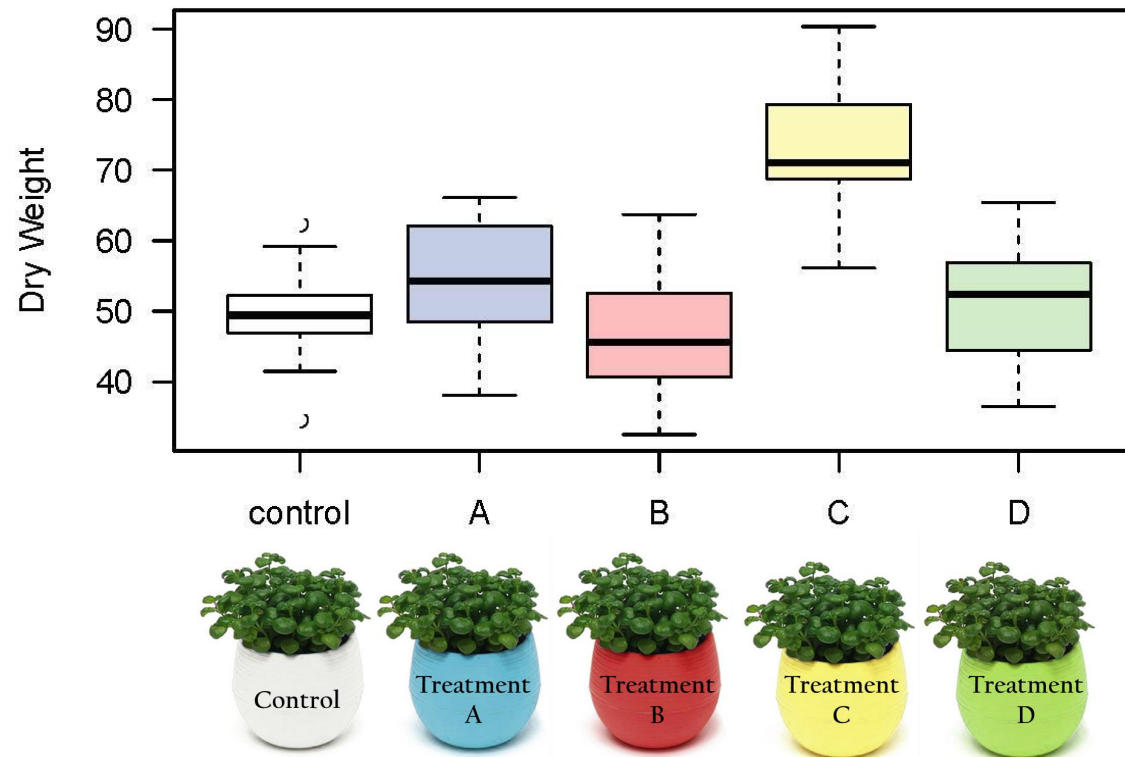 90
80
70
60
50
40
Dry Weight
control A B C D
Control
Treatment
A
Treatment
B
Treatment
C
Treatment
D